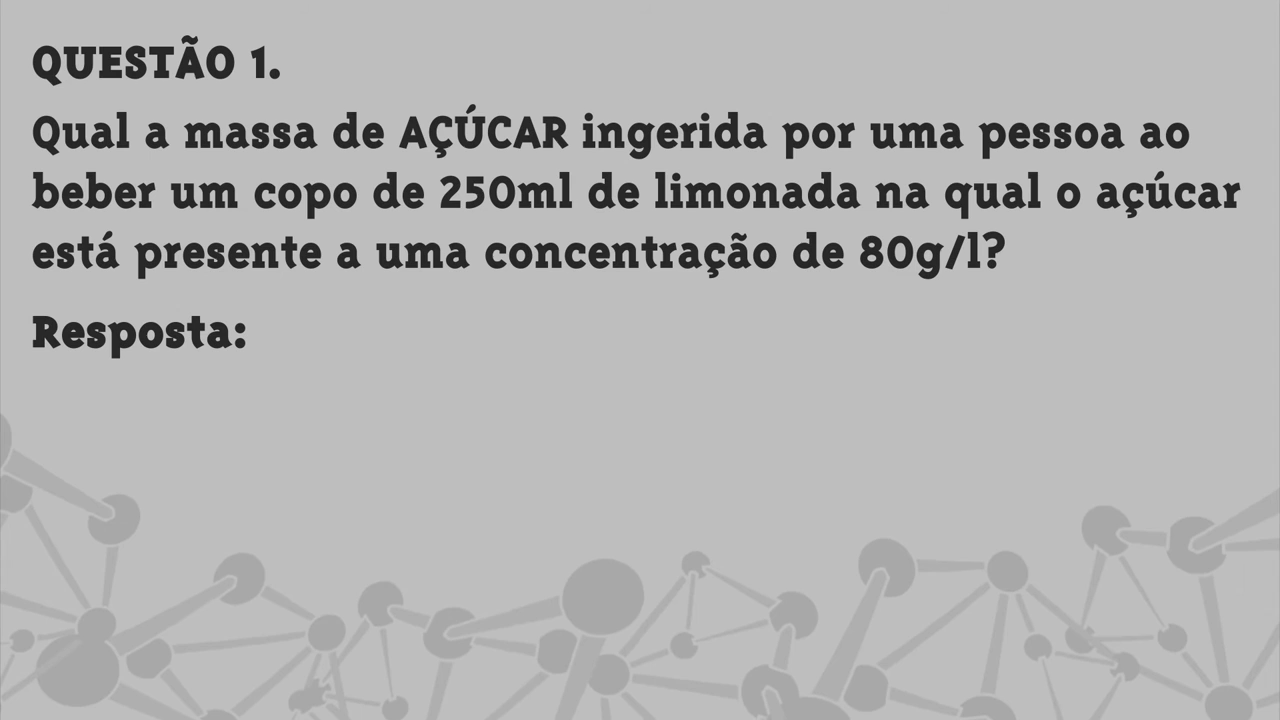 QUESTÃO 1.
Qual a massa de AÇÚCAR ingerida por uma pessoa ao
beber um copo de 250ml de limonada na qual o açúcar
está presente a uma concentração de 80g/l?
Resposta: